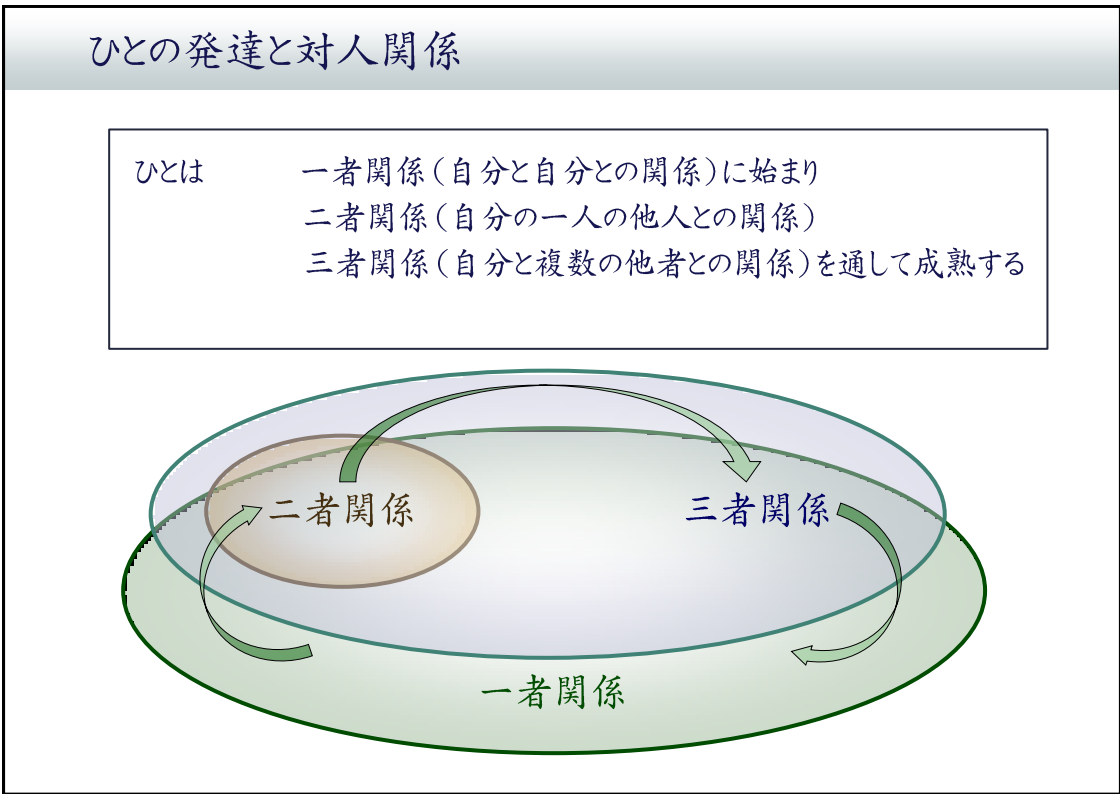 ひとの発達と対人関係
ひとは 一者関係（自分と自分との関係）に始まり
二者関係（自分の一人の他人との関係）
三者関係（自分と複数の他者との関係）を通して成熟する
二者関係
三者関係
一者関係